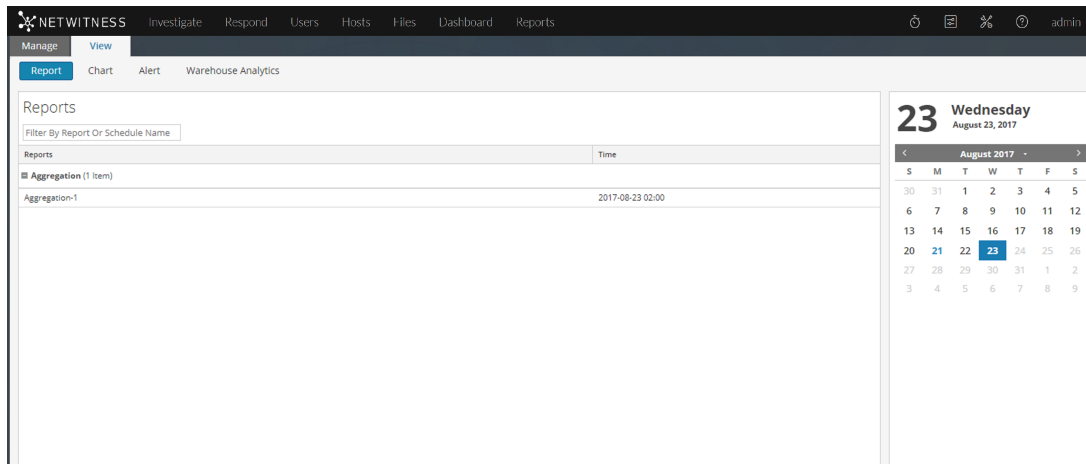 NETWITNESS Investigate Respond Users Hosts Files Dashboard Reports admin
Manage View
Report Chart Alert Warehouse Analytics
Reports
Filter By Report Or Schedule Name
Reports Time
Aggregation (1 Item)
Aggregation-1 2017-08-23 02:00
23 Wednesday
August 23, 2017
August 2017
S M T W T F S
30 31 1 2 3 4 5
6 7 8 9 10 11 12
13 14 15 16 17 18 19
20 21 22 23 24 25 26
27 28 29 30 31 1 2
3 4 5 6 7 8 9